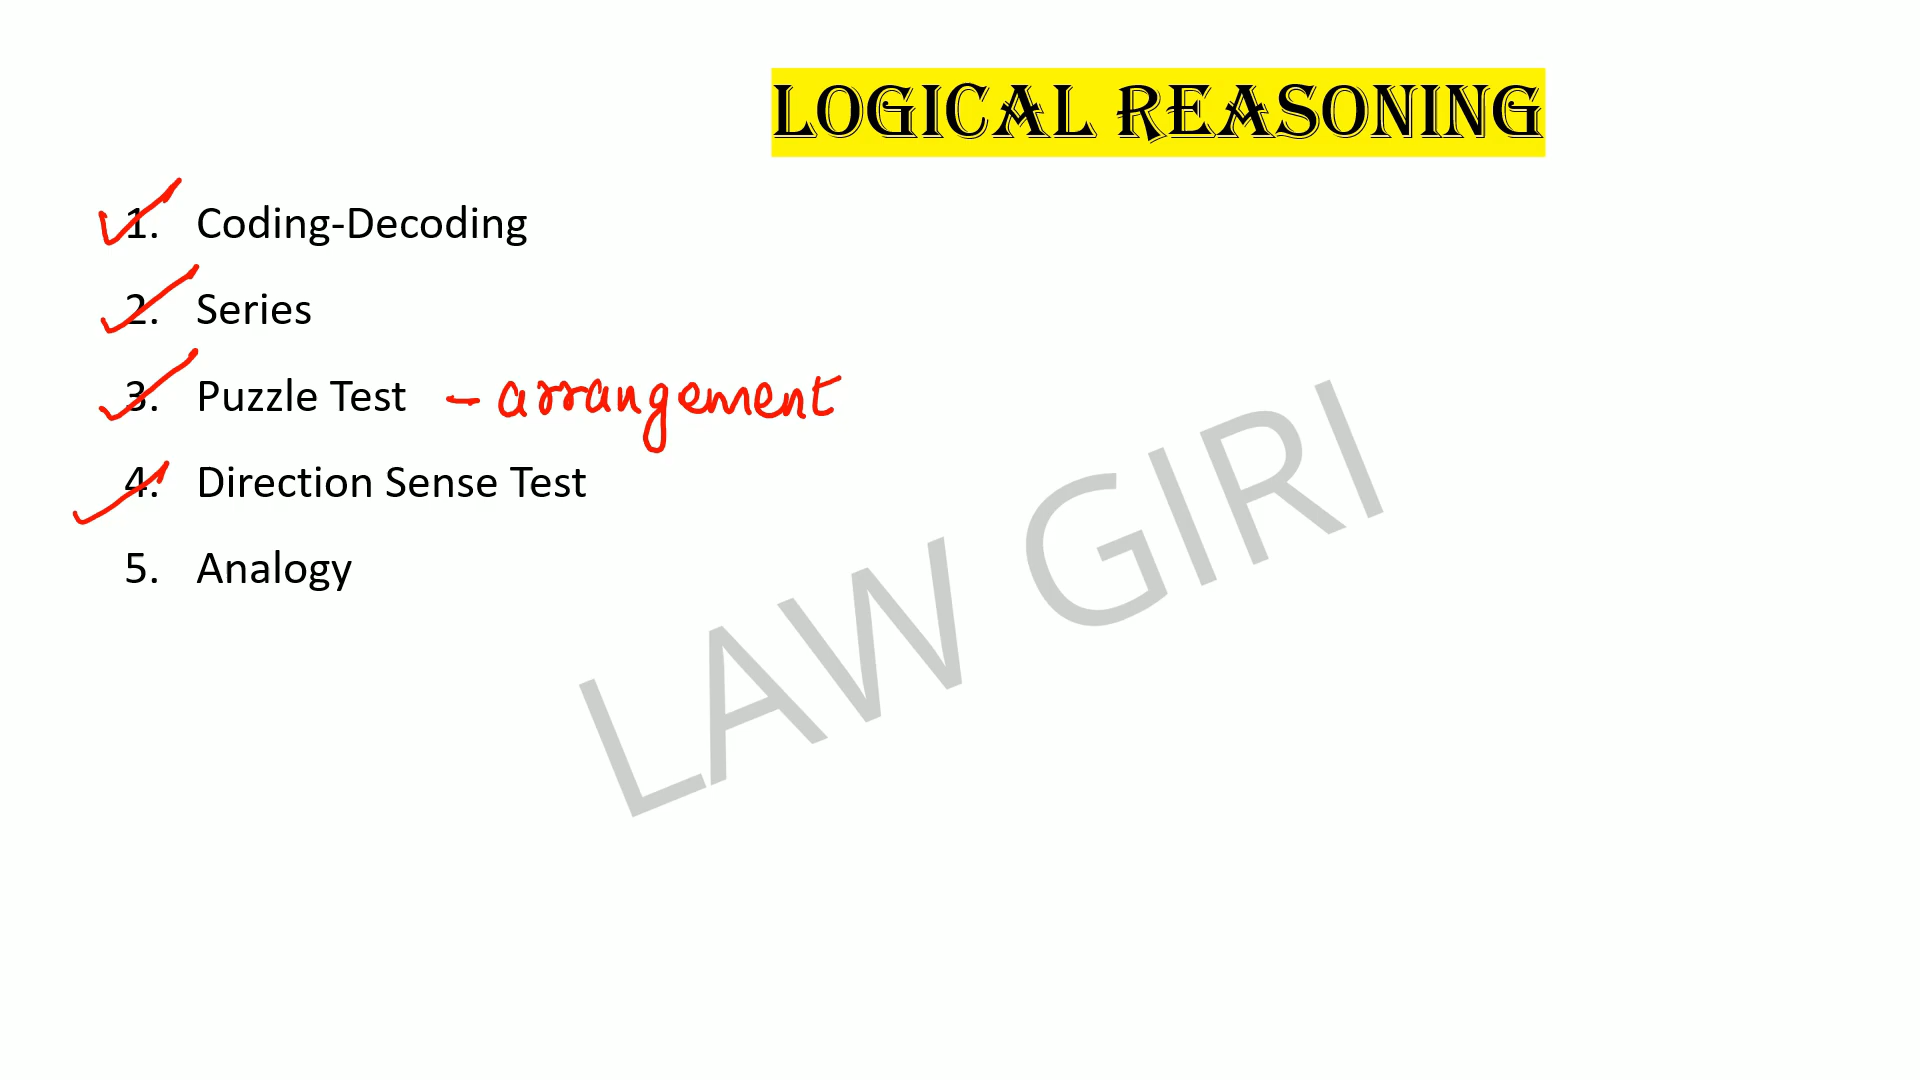 LOGICAL REASONING
1. Coding-Decoding
2. Series
3. Puzzle Test - arrangement
4. Direction Sense Test
5. Analogy
LAW GIRI